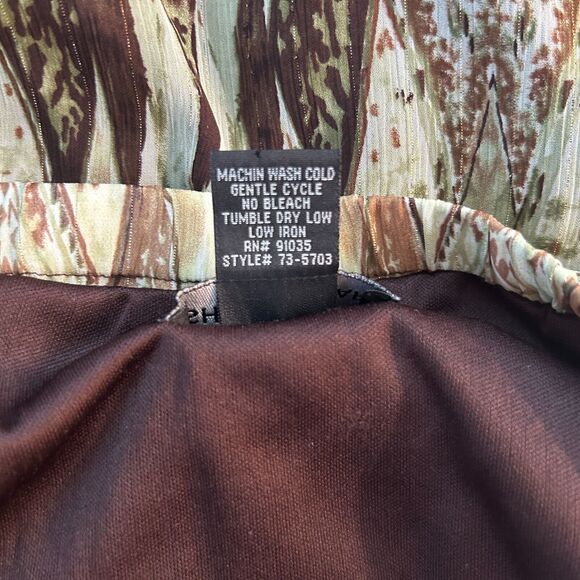 MACHIN WASH COLD
GENTLE CYCLE
NO BLEACH
TUMBLE DRY LOW
LOW IRON
RN# 91035
STYLE# 73-5703